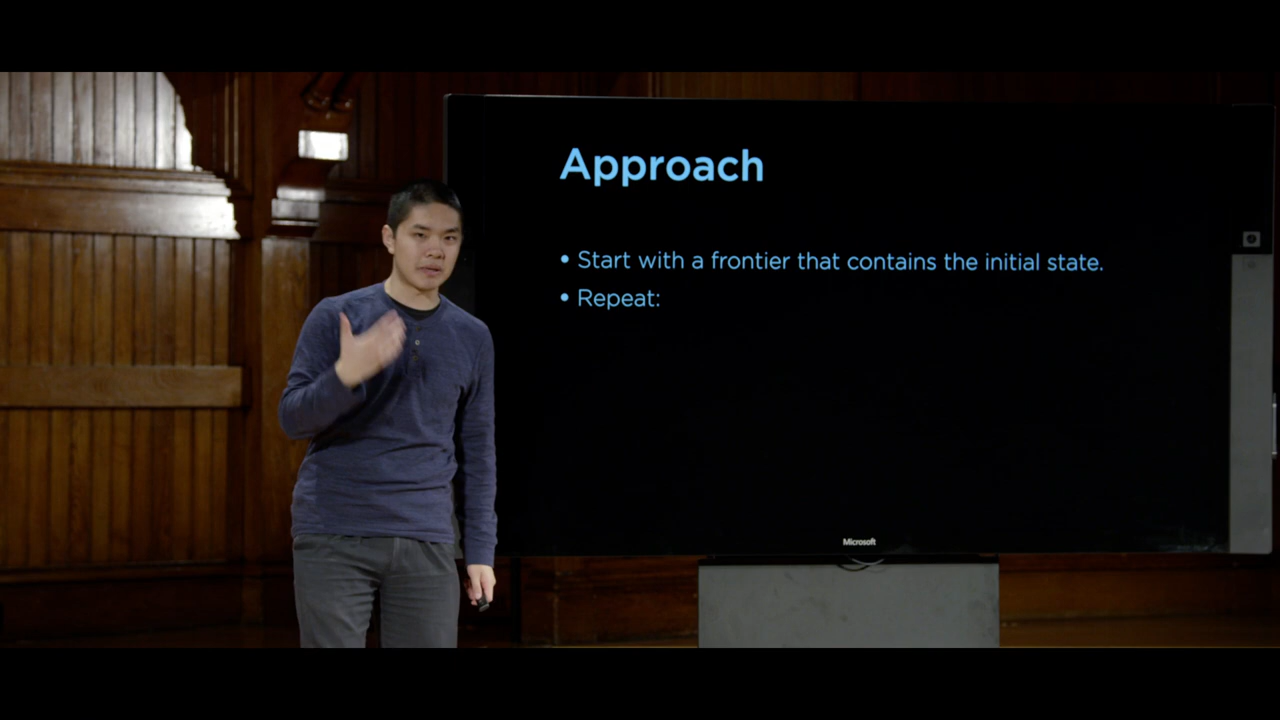 Approach
• Start with a frontier that contains the initial state.
• Repeat:
Microsoft